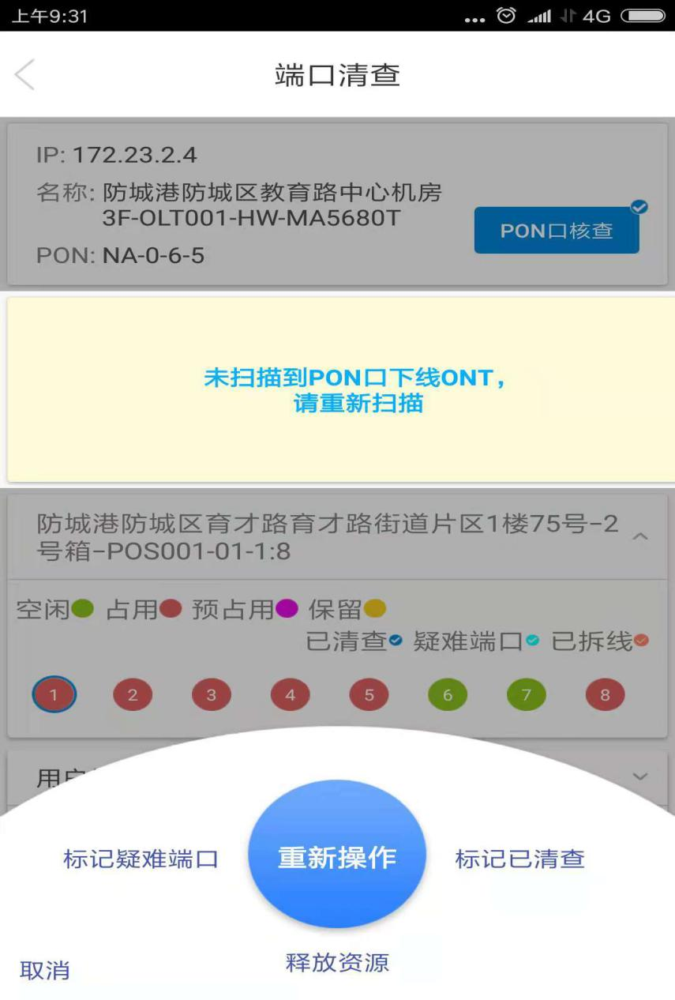 上午9:31
... 4G
端口清查
IP: 172.23.2.4
名称: 防城港防城区教育路中心机房
3F-OLT001-HW-MA5680T
PON口核查
PON: NA-0-6-5
未扫描到PON口下线ONT，
请重新扫描
防城港防城区育才路育才路街道片区1楼75号-2
号箱-POS001-01-1:8
空闲 占用 预占用 保留
已清查 疑难端口 已拆线
1 2 3 4 5 6 7 8
用户
标记疑难端口
重新操作
标记已清查
释放资源
取消